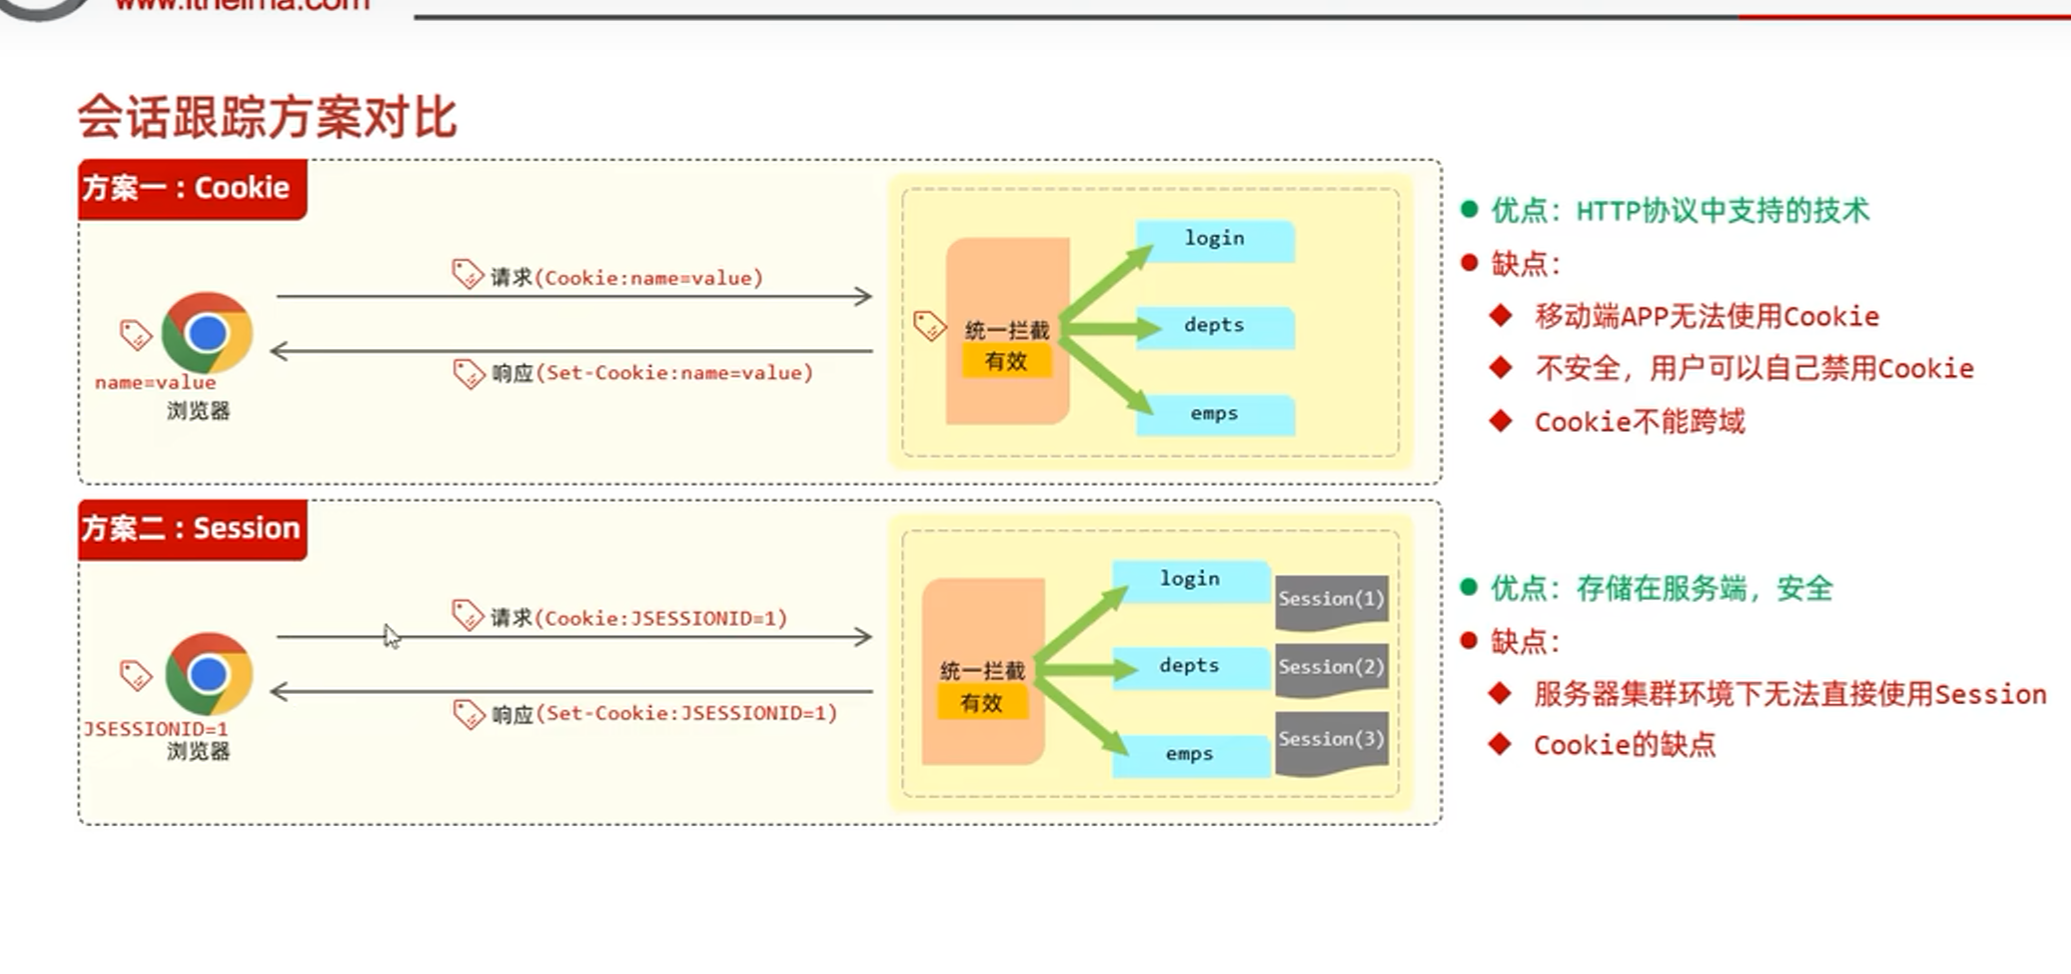 www.itheima.com
会话跟踪方案对比
方案一：Cookie
请求(Cookie:name=value)
响应(Set-Cookie:name=value)
name=value
浏览器
统一拦截
有效
login
depts
emps
优点：HTTP协议中支持的技术
缺点：
移动端APP无法使用Cookie
不安全，用户可以自己禁用Cookie
Cookie不能跨域
方案二：Session
请求(Cookie:JSESSIONID=1)
响应(Set-Cookie:JSESSIONID=1)
JSESSIONID=1
浏览器
统一拦截
有效
login
depts
emps
Session(1)
Session(2)
Session(3)
优点：存储在服务端，安全
缺点：
服务器集群环境下无法直接使用Session
Cookie的缺点